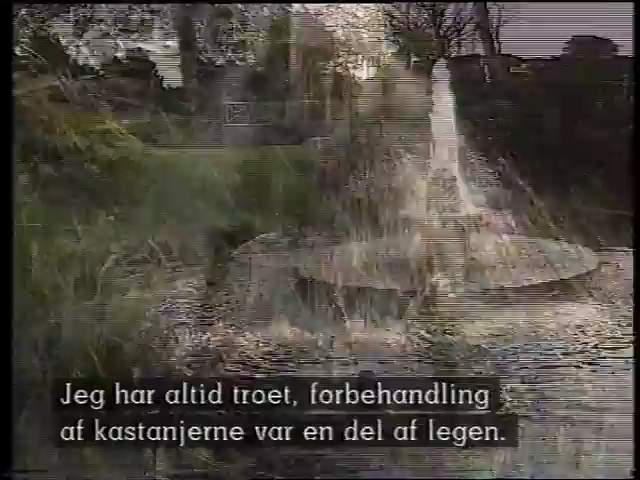 Jeg har altid troet, forbehandling
af kastanjerne var en del af legen.